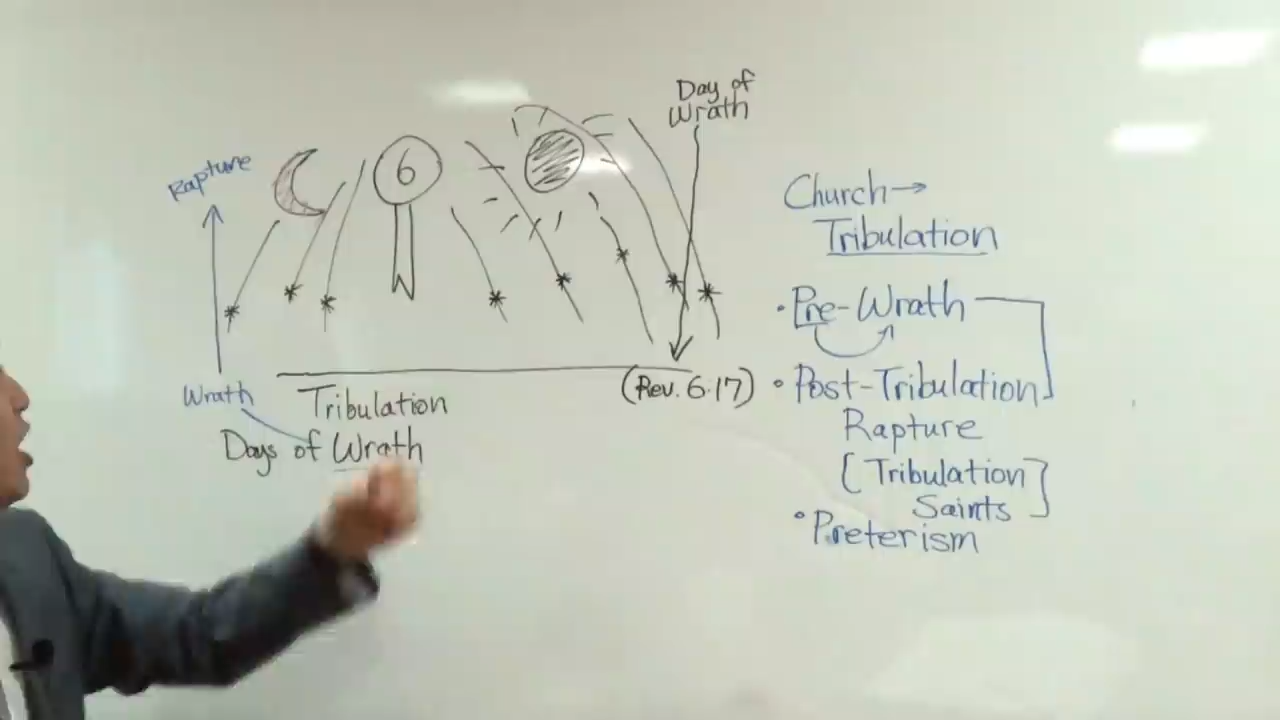 Day of
Wrath
Rapture
6
Wrath
Tribulation
Days of Wrath
(Rev. 6:17)
Church→
Tribulation
•Pre-Wrath
•Post-Tribulation
Rapture
[Tribulation
Saints]
•Preterism